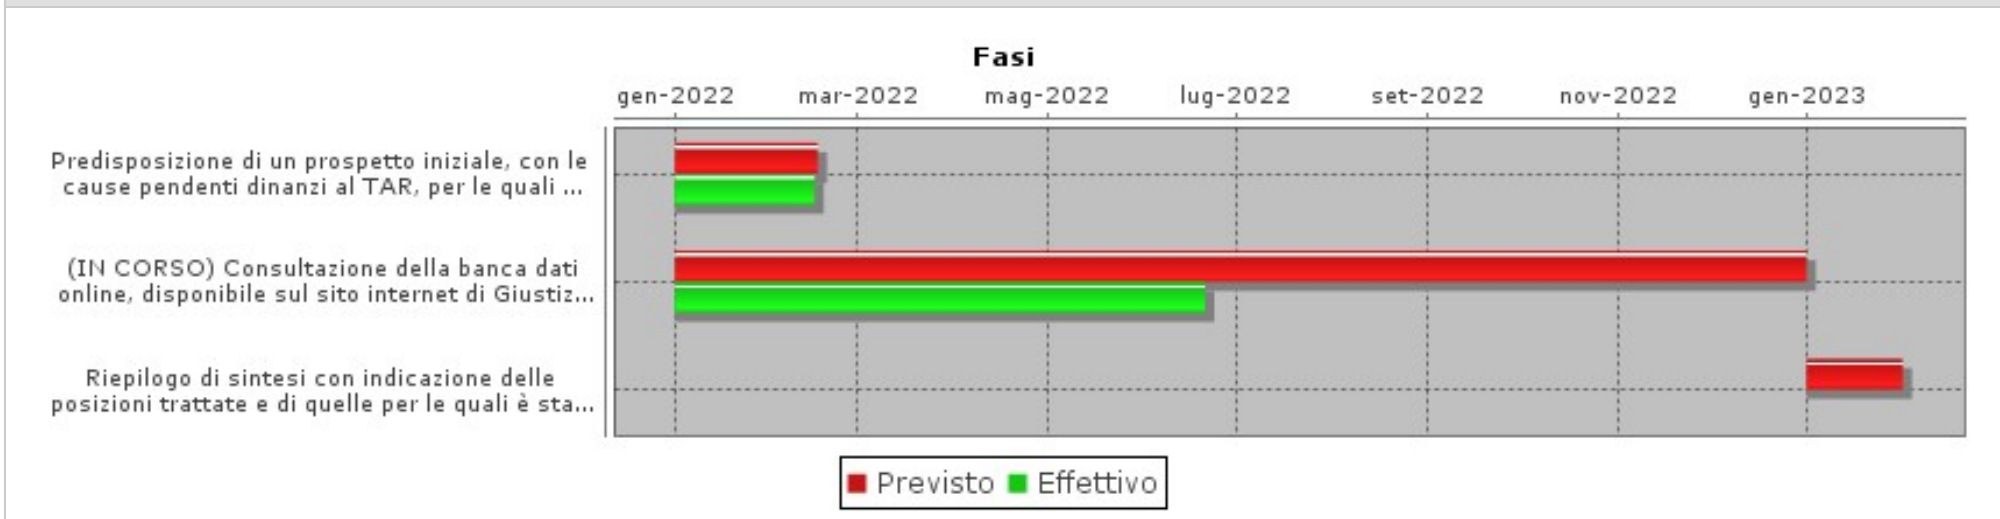 Fasi
gen-2022 mar-2022 mag-2022 lug-2022 set-2022 nov-2022 gen-2023
Predisposizione di un prospetto iniziale, con le
cause pendenti dinanzi al TAR, per le quali ...
(IN CORSO) Consultazione della banca dati
online, disponibile sul sito internet di Giustiz...
Riepilogo di sintesi con indicazione delle
posizioni trattate e di quelle per le quali è sta...
Previsto Effettivo